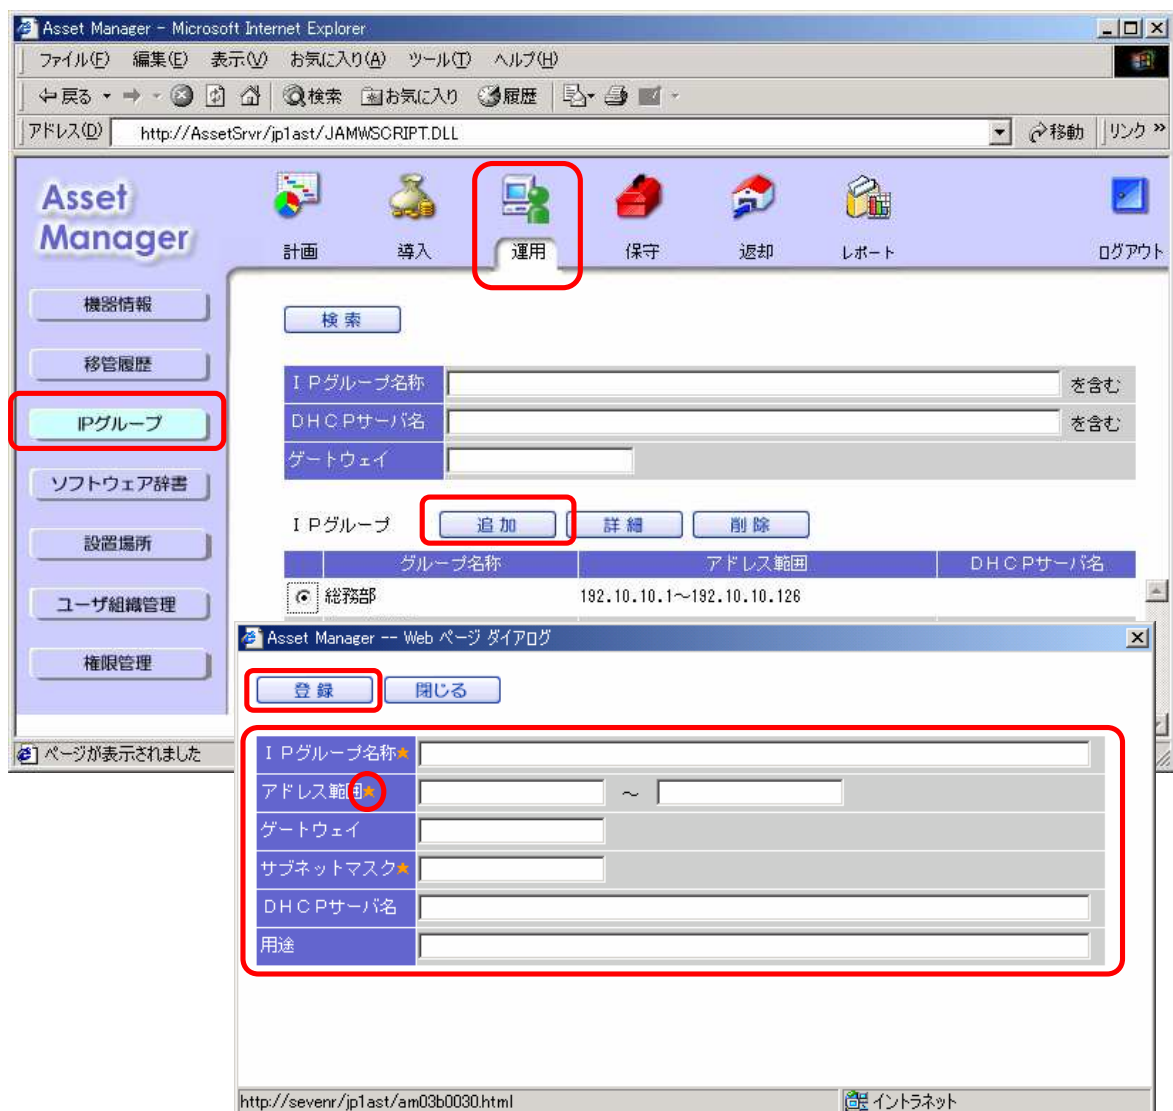 Asset Manager - Microsoft Internet Explorer
ファイル(F) 編集(E) 表示(V) お気に入り(A) ツール(T) ヘルプ(H)
戻る 検索 お気に入り 履歴
アドレス(D) http://AssetSrvr/jp1ast/JAMWSCRIPT.DLL 移動 リンク »
Asset
Manager
計画 導入 運用 保守 返却 レポート ログアウト
機器情報
移管履歴
IPグループ
ソフトウェア辞書
設置場所
ユーザ組織管理
権限管理
検 索
ＩＰグループ名称 を含む
ＤＨＣＰサーバ名 を含む
ゲートウェイ
ＩＰグループ 追 加 詳 細 削 除
グループ名称 アドレス範囲 ＤＨＣＰサーバ名
総務部 192.10.10.1～192.10.10.126
ページが表示されました
Asset Manager -- Web ページ ダイアログ
登 録 閉じる
ＩＰグループ名称★
アドレス範囲★ ～
ゲートウェイ
サブネットマスク★
ＤＨＣＰサーバ名
用途
http://sevenr/jp1ast/am03b0030.html イントラネット